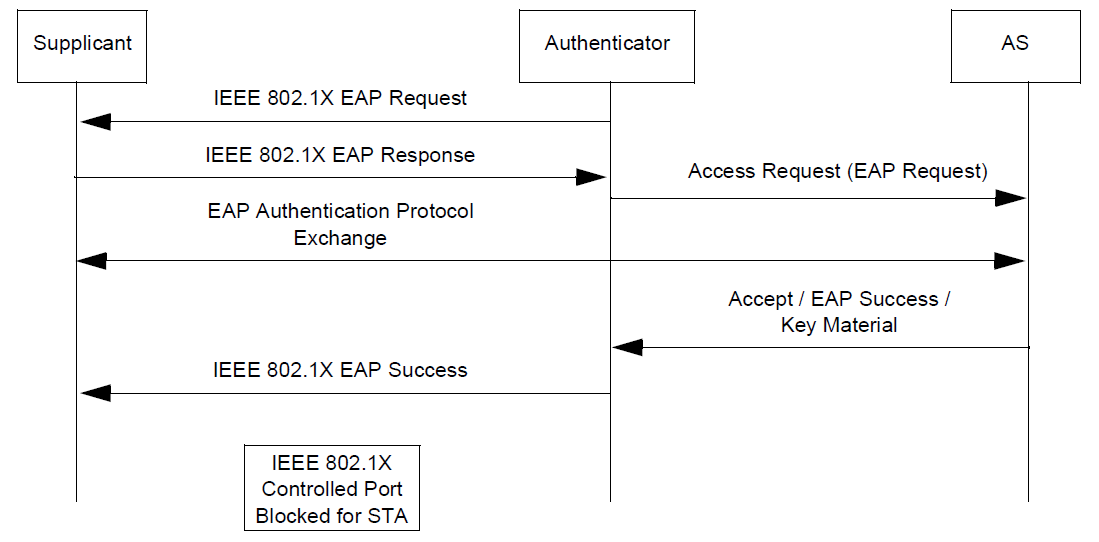 Supplicant
Authenticator
AS
IEEE 802.1X EAP Request
IEEE 802.1X EAP Response
Access Request (EAP Request)
EAP Authentication Protocol
Exchange
Accept / EAP Success /
Key Material
IEEE 802.1X EAP Success
IEEE 802.1X
Controlled Port
Blocked for STA